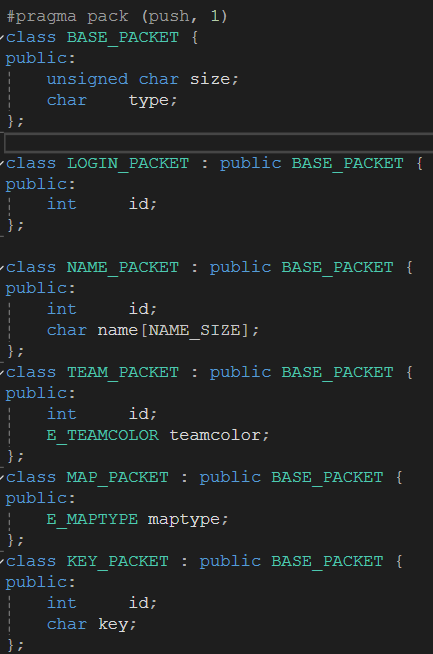 #pragma pack (push, 1)
class BASE_PACKET {
public:
    unsigned char size;
    char    type;
};
class LOGIN_PACKET : public BASE_PACKET {
public:
    int     id;
};
class NAME_PACKET : public BASE_PACKET {
public:
    int     id;
    char name[NAME_SIZE];
};
class TEAM_PACKET : public BASE_PACKET {
public:
    int     id;
    E_TEAMCOLOR teamcolor;
};
class MAP_PACKET : public BASE_PACKET {
public:
    E_MAPTYPE maptype;
};
class KEY_PACKET : public BASE_PACKET {
public:
    int     id;
    char key;
};